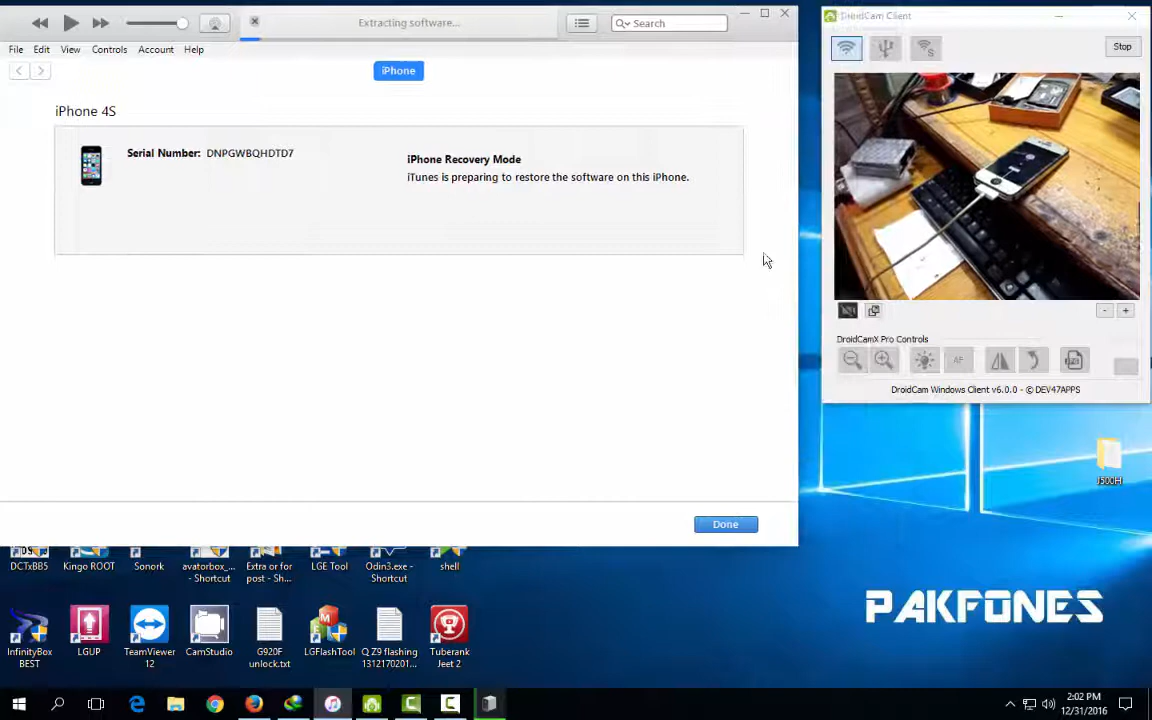 Extracting software...
Search
DroidCam Client
File Edit View Controls Account Help
Stop
iPhone
iPhone 4S
Serial Number: DNPGWBQHDTD7
iPhone Recovery Mode
iTunes is preparing to restore the software on this iPhone.
- +
DroidCamX Pro Controls
AF
DroidCam Windows Client v6.0.0 - © DEV47APPS
J500H
Done
DCTxBB5
Kingo ROOT
Sonork
avatorbox_...
- Shortcut
Extra or for
post - Sh...
LGE Tool
Odin3.exe -
Shortcut
shell
PAKFONES
InfinityBox
BEST
LGUP
TeamViewer
12
CamStudio
G920F
unlock.txt
LGFlashTool
Q Z9 flashing
1312170201...
Tuberank
Jeet 2
2:02 PM
12/31/2016